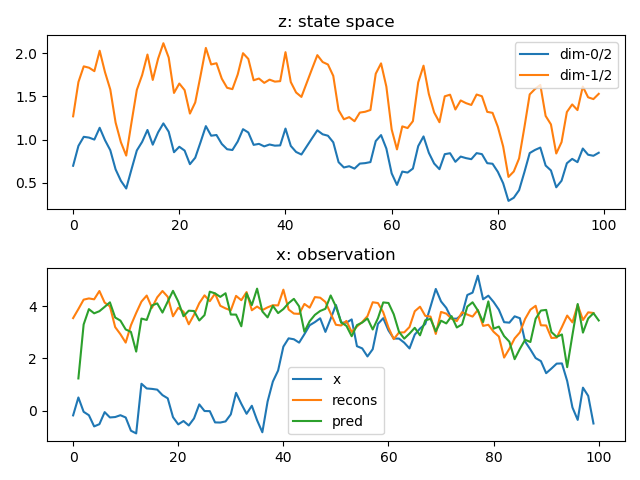 z: state space
2.0
1.5
1.0
0.5
dim-0/2
dim-1/2
0 20 40 60 80 100
x: observation
4
2
0
x
recons
pred
0 20 40 60 80 100